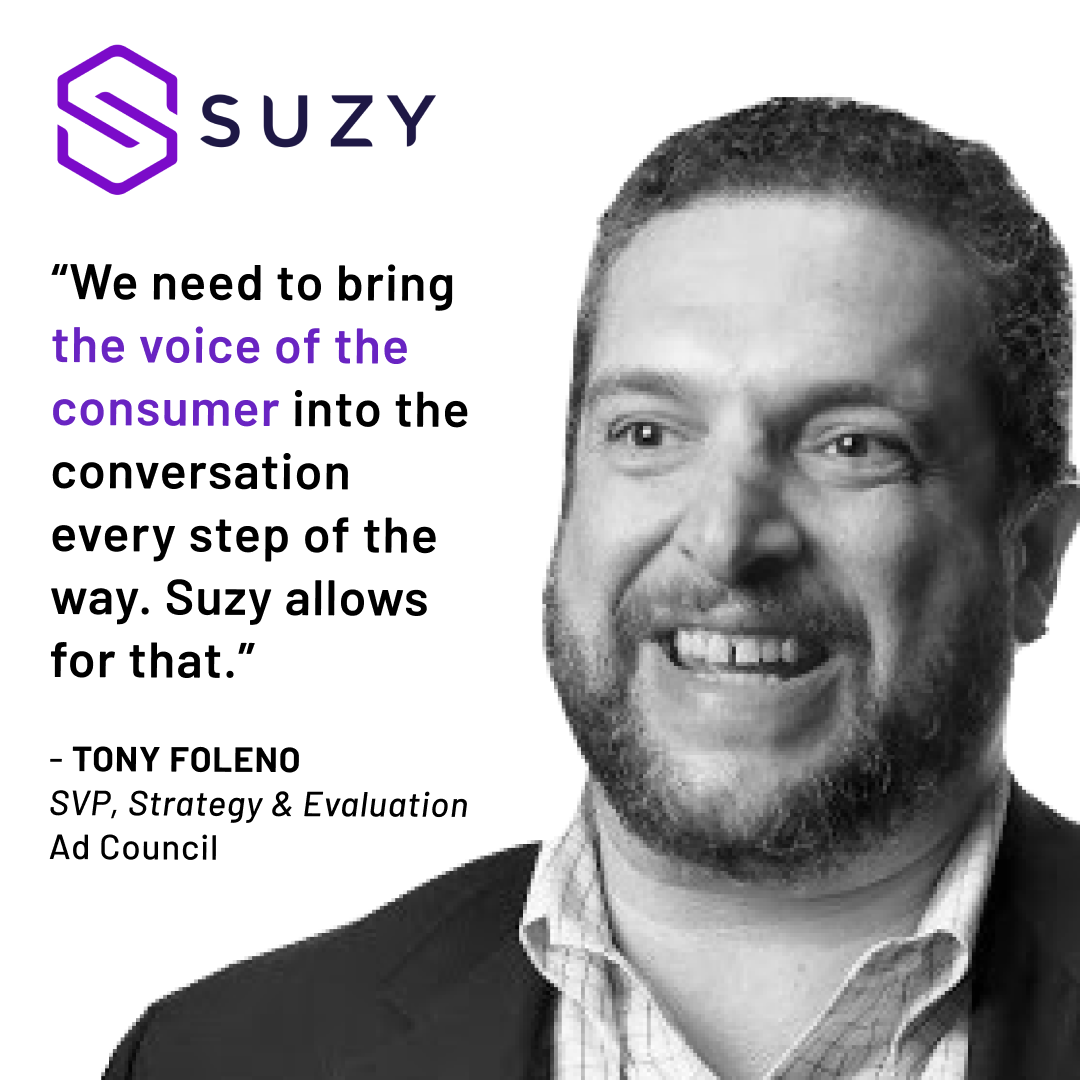 SUZY
“We need to bring
the voice of the
consumer into the
conversation
every step of the
way. Suzy allows
for that.”
- TONY FOLENO
SVP, Strategy & Evaluation
Ad Council